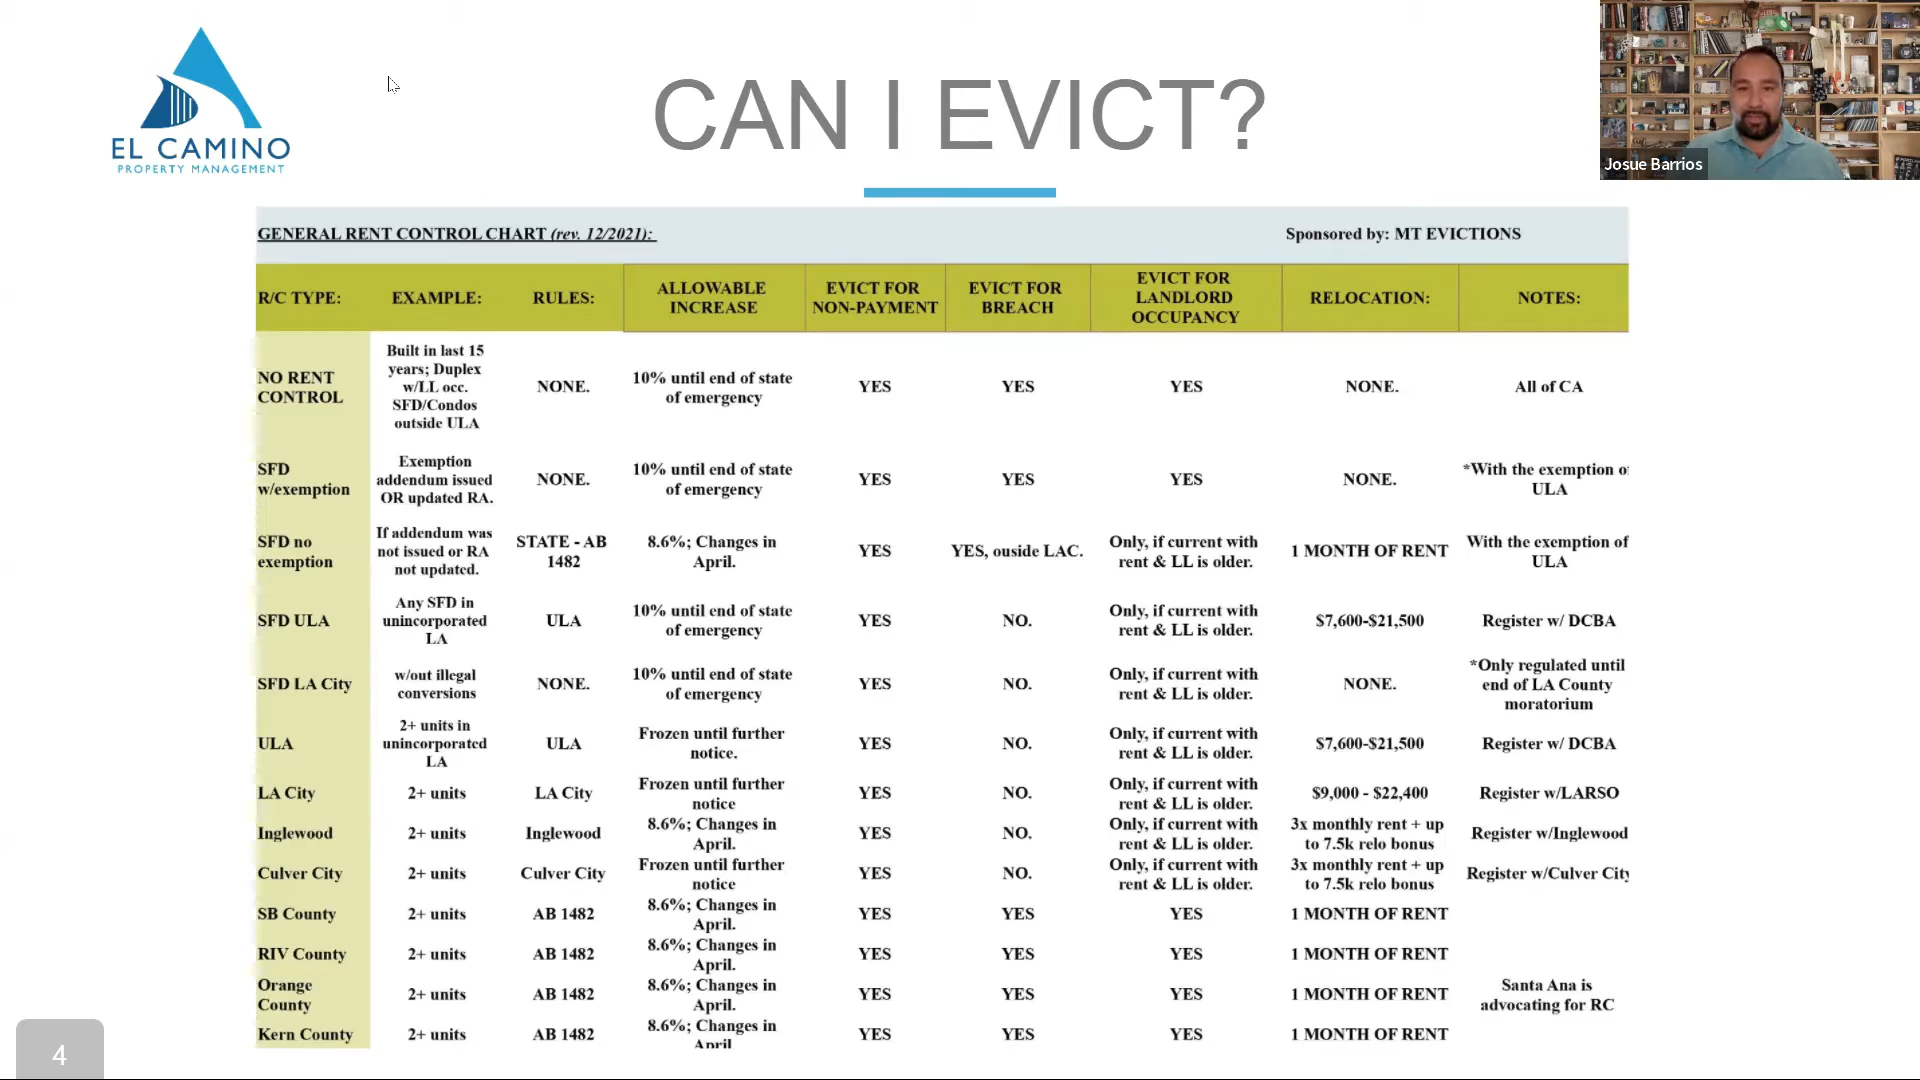 EL CAMINO
PROPERTY MANAGEMENT
CAN I EVICT?
Josue Barrios
GENERAL RENT CONTROL CHART (rev. 12/2021):
Sponsored by: MT EVICTIONS
R/C TYPE:
EXAMPLE:
RULES:
ALLOWABLE
INCREASE
EVICT FOR
NON-PAYMENT
EVICT FOR
BREACH
EVICT FOR
LANDLORD
OCCUPANCY
RELOCATION:
NOTES:
NO RENT
CONTROL
Built in last 15
years; Duplex
w/LL occ.
SFD/Condos
outside ULA
NONE.
10% until end of state
of emergency
YES
YES
YES
NONE.
All of CA
SFD
w/exemption
Exemption
addendum issued
OR updated RA.
NONE.
10% until end of state
of emergency
YES
YES
YES
NONE.
*With the exemption of
ULA
SFD no
exemption
If addendum was
not issued or RA
not updated.
STATE - AB
1482
8.6%; Changes in
April.
YES
YES, ouside LAC.
Only, if current with
rent & LL is older.
1 MONTH OF RENT
With the exemption of
ULA
SFD ULA
Any SFD in
unincorporated
LA
ULA
10% until end of state
of emergency
YES
NO.
Only, if current with
rent & LL is older.
$7,600-$21,500
Register w/ DCBA
SFD LA City
w/out illegal
conversions
NONE.
10% until end of state
of emergency
YES
NO.
Only, if current with
rent & LL is older.
NONE.
*Only regulated until
end of LA County
moratorium
ULA
2+ units in
unincorporated
LA
ULA
Frozen until further
notice.
YES
NO.
Only, if current with
rent & LL is older.
$7,600-$21,500
Register w/ DCBA
LA City
2+ units
LA City
Frozen until further
notice
YES
NO.
Only, if current with
rent & LL is older.
$9,000 - $22,400
Register w/LARSO
Inglewood
2+ units
Inglewood
8.6%; Changes in
April.
YES
NO.
Only, if current with
rent & LL is older.
3x monthly rent + up
to 7.5k relo bonus
Register w/Inglewood
Culver City
2+ units
Culver City
Frozen until further
notice
YES
NO.
Only, if current with
rent & LL is older.
3x monthly rent + up
to 7.5k relo bonus
Register w/Culver City
SB County
2+ units
AB 1482
8.6%; Changes in
April.
YES
YES
YES
1 MONTH OF RENT
RIV County
2+ units
AB 1482
8.6%; Changes in
April.
YES
YES
YES
1 MONTH OF RENT
Orange
County
2+ units
AB 1482
8.6%; Changes in
April.
YES
YES
YES
1 MONTH OF RENT
Santa Ana is
advocating for RC
Kern County
2+ units
AB 1482
8.6%; Changes in
April
YES
YES
YES
1 MONTH OF RENT
4